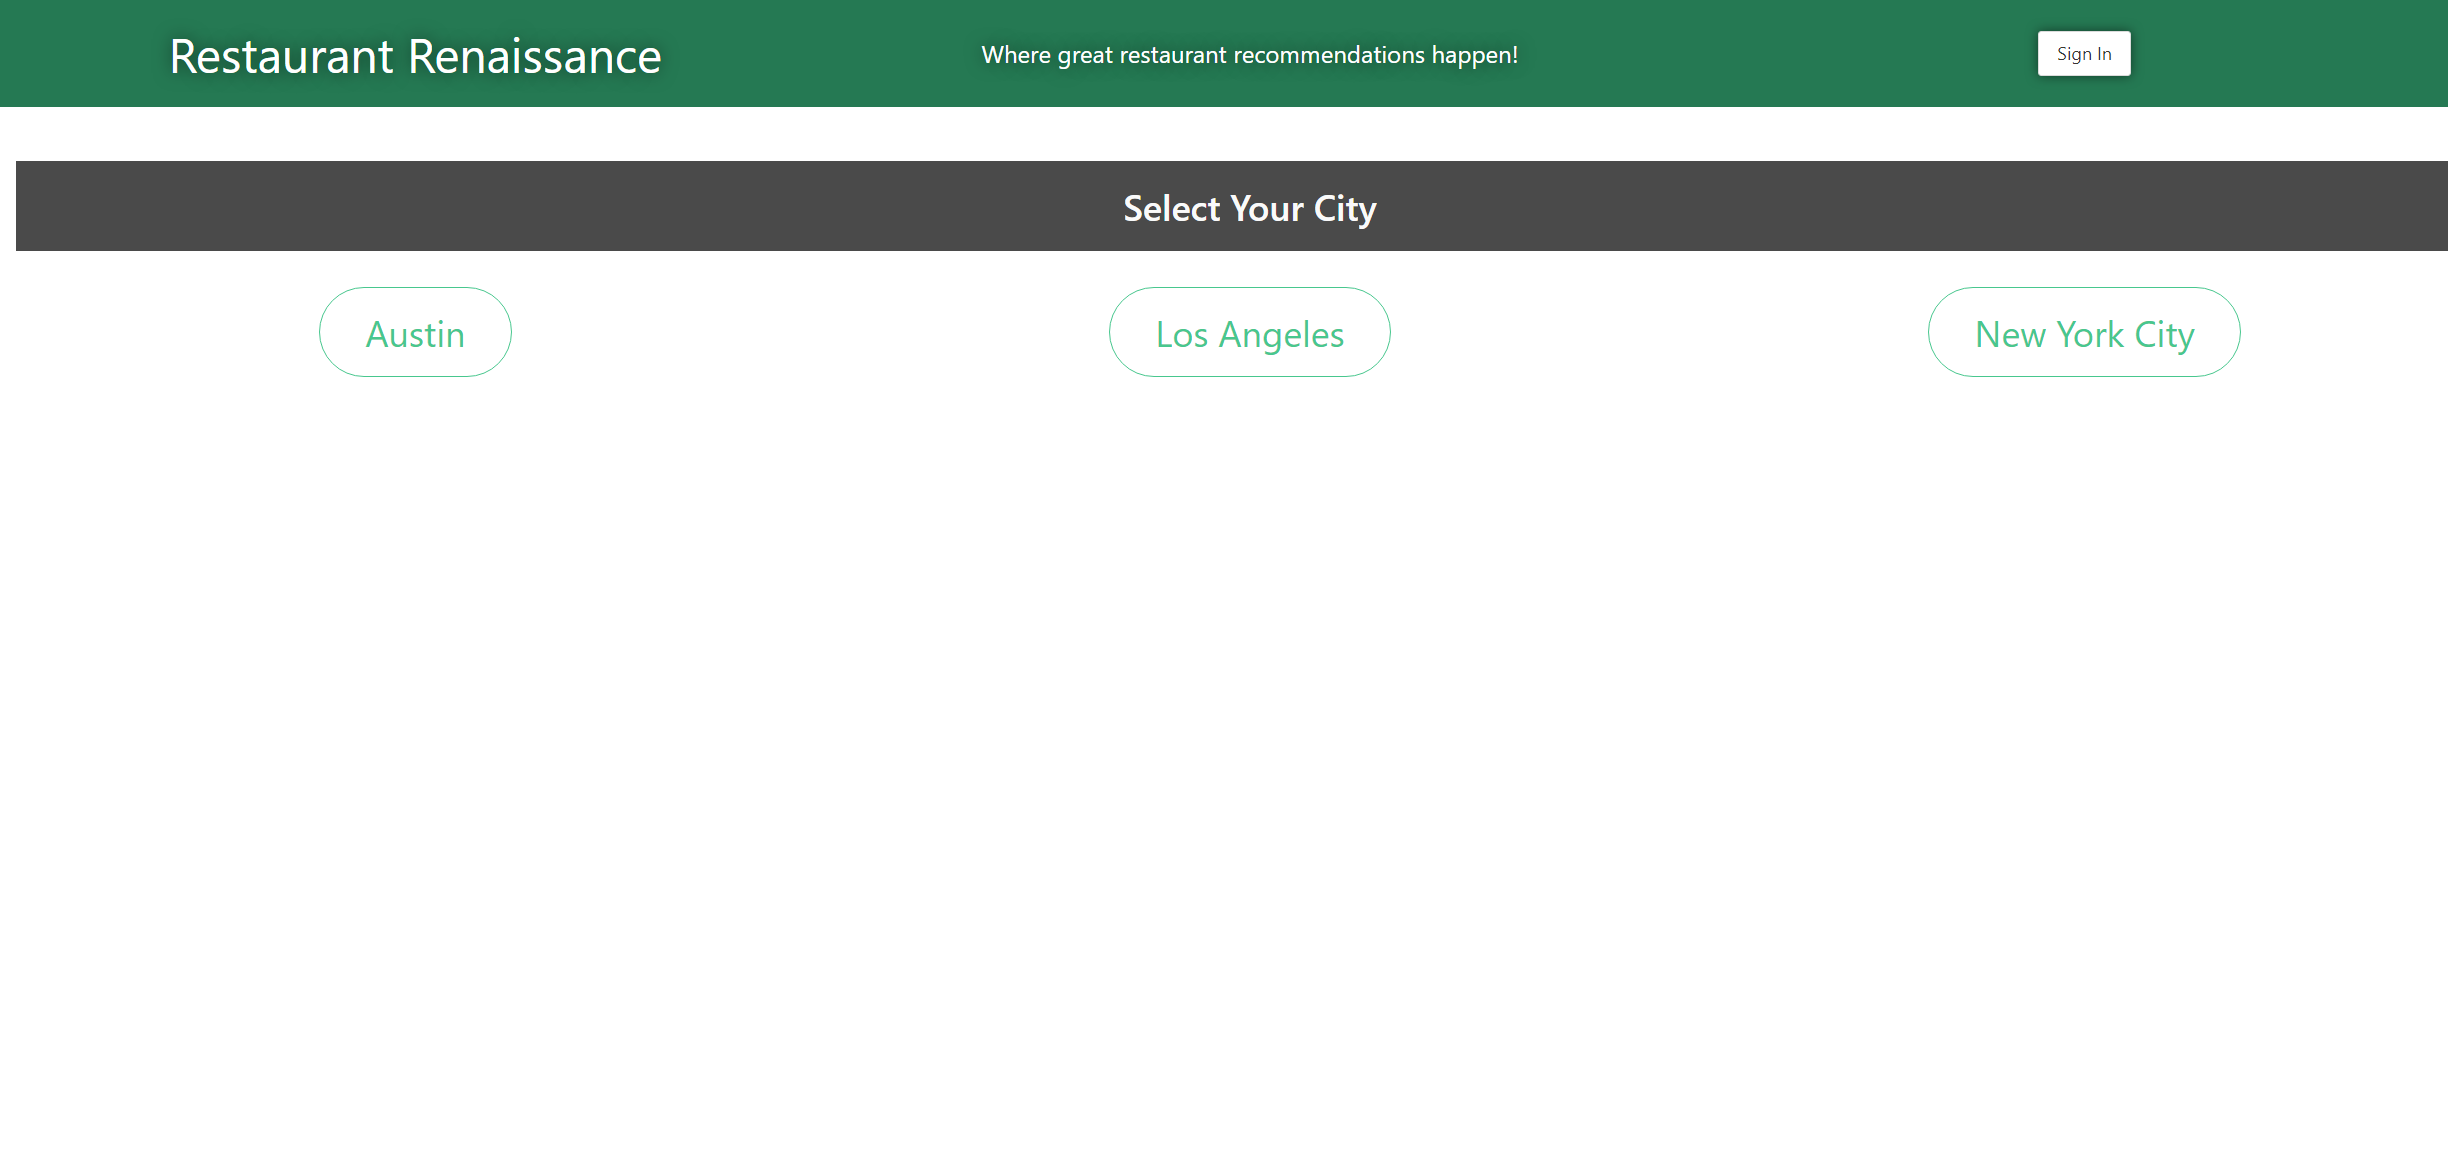 Restaurant Renaissance
Where great restaurant recommendations happen!
Sign In
Select Your City
Austin
Los Angeles
New York City